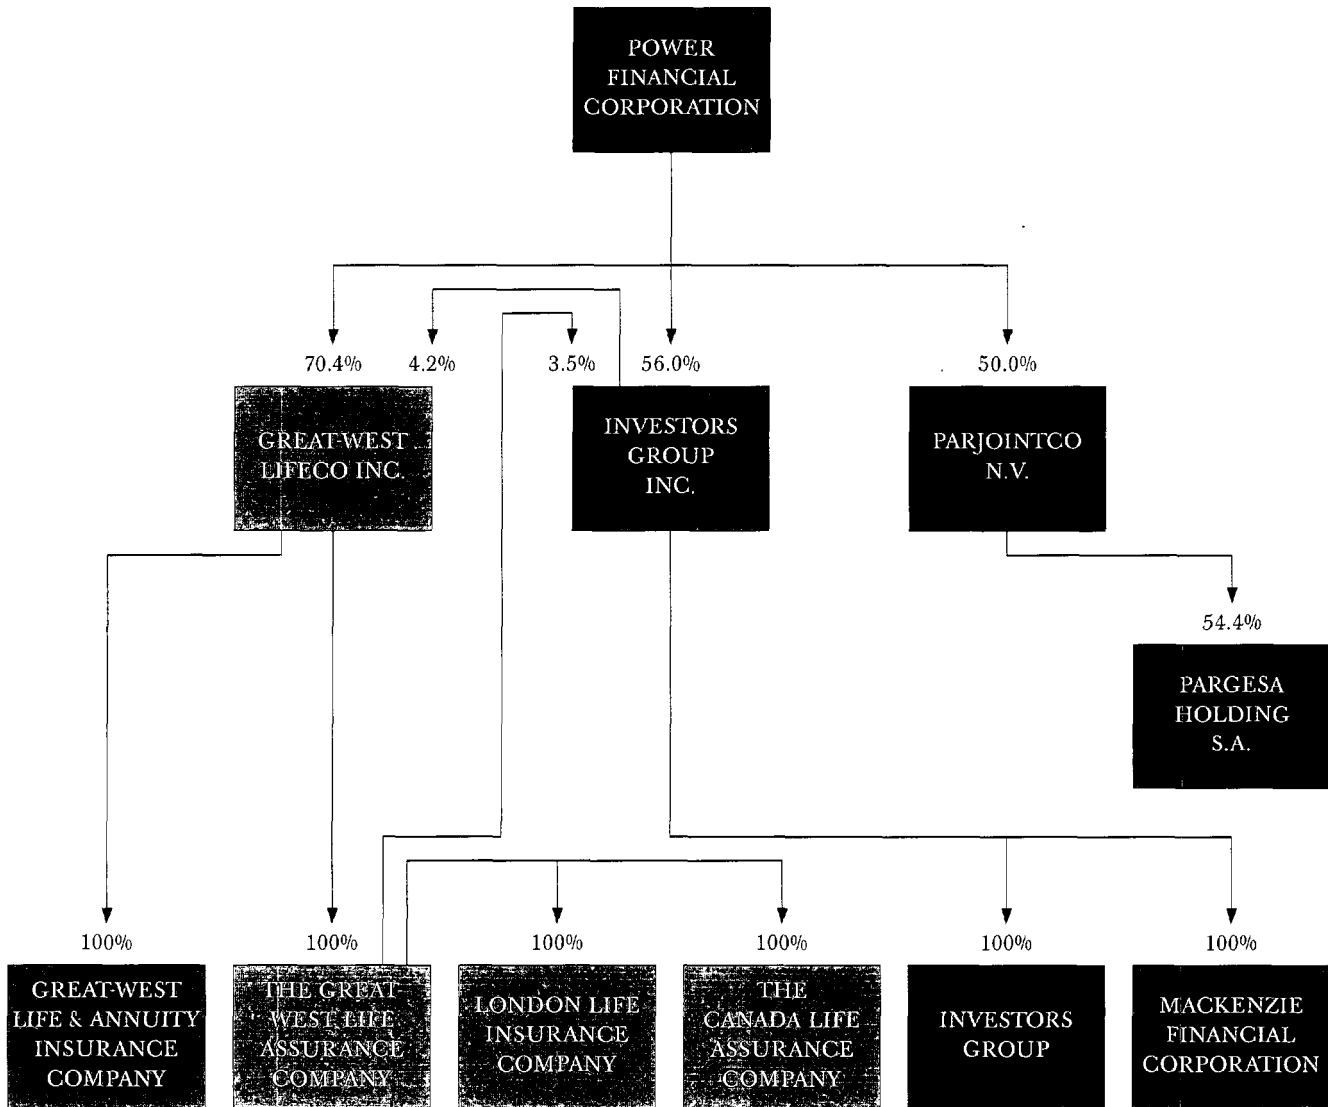 POWER
FINANCIAL
CORPORATION
70.4%
4.2%
3.5%
56.0%
50.0%
GREAT-WEST
LIFECO INC.
INVESTORS
GROUP
INC.
PARJOINTCO
N.V.
54.4%
PARGESA
HOLDING
S.A.
100%
100%
100%
100%
100%
100%
GREAT-WEST
LIFE & ANNUITY
INSURANCE
COMPANY
THE GREAT
WEST LIFE
ASSURANCE
COMPANY
LONDON LIFE
INSURANCE
COMPANY
THE
CANADA LIFE
ASSURANCE
COMPANY
INVESTORS
GROUP
MACKENZIE
FINANCIAL
CORPORATION